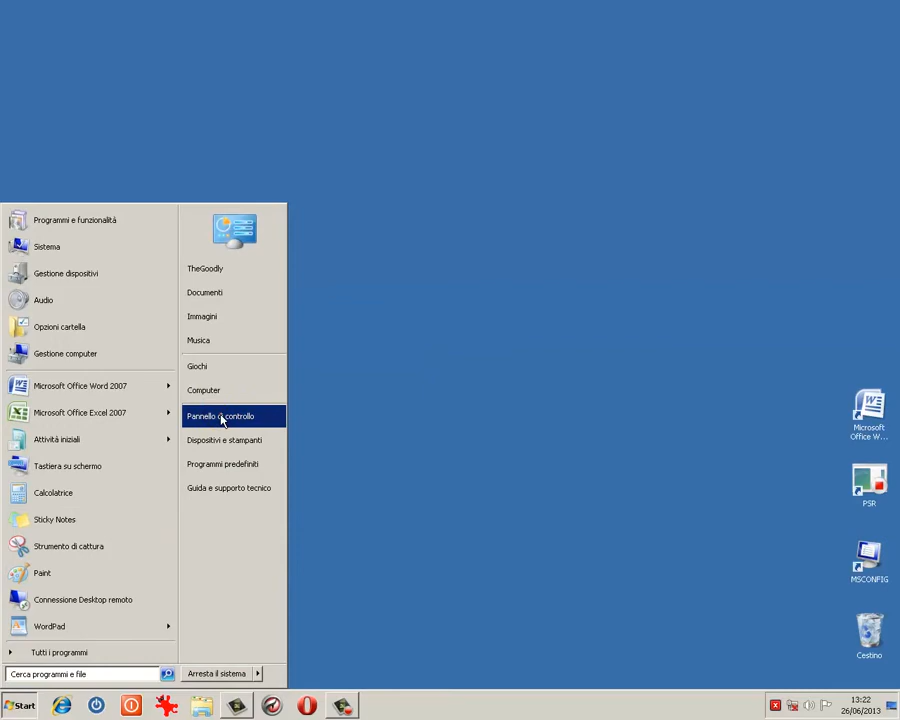 Programmi e funzionalità
Sistema
Gestione dispositivi
Audio
Opzioni cartella
Gestione computer
Microsoft Office Word 2007
Microsoft Office Excel 2007
Attività iniziali
Tastiera su schermo
Calcolatrice
Sticky Notes
Strumento di cattura
Paint
Connessione Desktop remoto
WordPad
Tutti i programmi
Cerca programmi e file
TheGoodly
Documenti
Immagini
Musica
Giochi
Computer
Pannello di controllo
Dispositivi e stampanti
Programmi predefiniti
Guida e supporto tecnico
Arresta il sistema
Microsoft
Office W...
PSR
MSCONFIG
Cestino
Start
13:22
26/06/2013